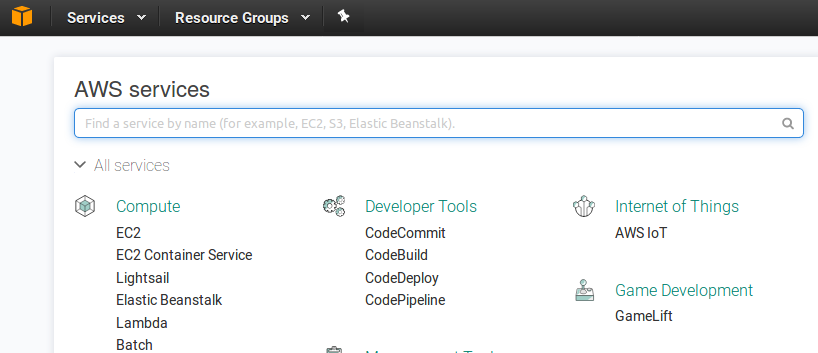 Services
Resource Groups
AWS services
Find a service by name (for example, EC2, S3, Elastic Beanstalk).
All services
Compute
EC2
EC2 Container Service
Lightsail
Elastic Beanstalk
Lambda
Batch
Developer Tools
CodeCommit
CodeBuild
CodeDeploy
CodePipeline
Internet of Things
AWS IoT
Game Development
GameLift